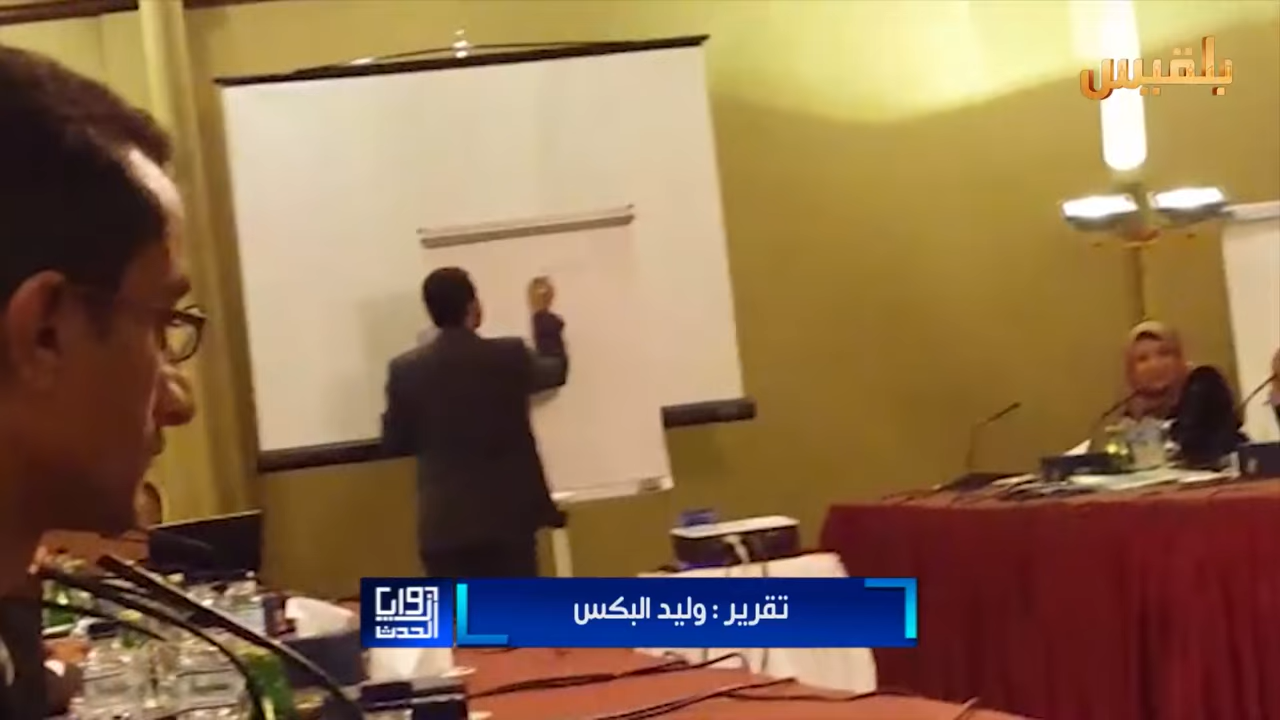 بلقيس
زوايا
الحدث
تقرير : وليد البكس